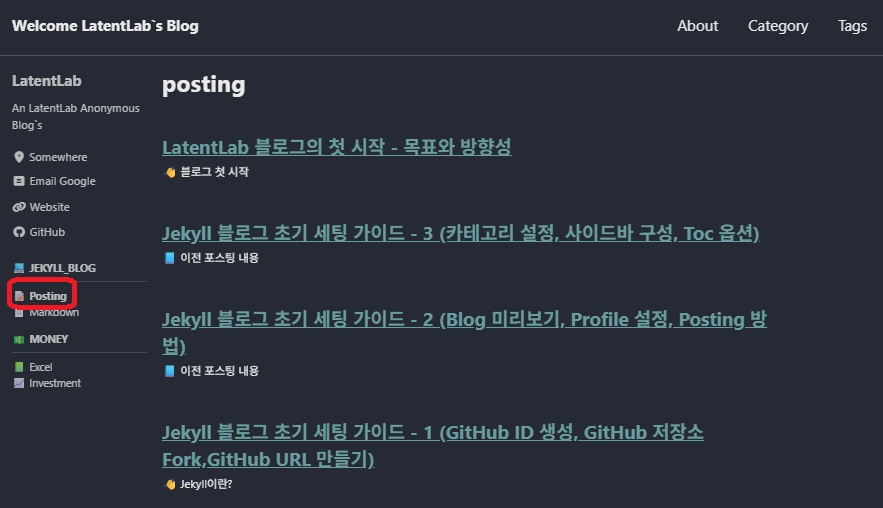 Welcome LatentLab`s Blog
About
Category
Tags
LatentLab
An LatentLab Anonymous
Blog`s
Somewhere
Email Google
Website
GitHub
JEKYLL_BLOG
Posting
Markdown
MONEY
Excel
Investment
posting
LatentLab 블로그의 첫 시작 - 목표와 방향성
👋 블로그 첫 시작
Jekyll 블로그 초기 세팅 가이드 - 3 (카테고리 설정, 사이드바 구성, Toc 옵션)
📘 이전 포스팅 내용
Jekyll 블로그 초기 세팅 가이드 - 2 (Blog 미리보기, Profile 설정, Posting 방
법)
📘 이전 포스팅 내용
Jekyll 블로그 초기 세팅 가이드 - 1 (GitHub ID 생성, GitHub 저장소
Fork,GitHub URL 만들기)
👋 Jekyll이란?